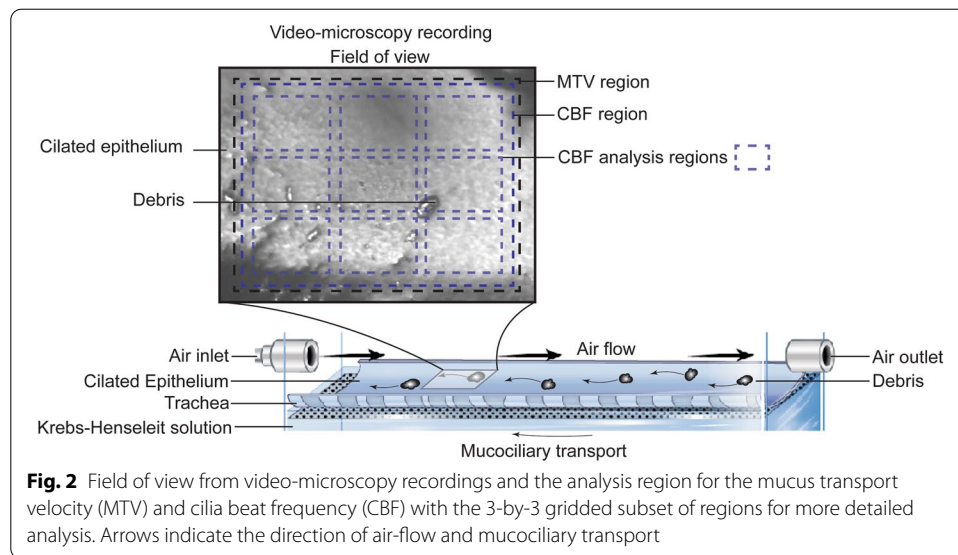 Video-microscopy recording
Field of view
MTV region
CBF region
Cilated epithelium
CBF analysis regions
Debris
Air inlet
Air flow
Air outlet
Cilated Epithelium
Debris
Trachea
Krebs-Henseleit solution
Mucociliary transport
Fig. 2 Field of view from video-microscopy recordings and the analysis region for the mucus transport
velocity (MTV) and cilia beat frequency (CBF) with the 3-by-3 gridded subset of regions for more detailed
analysis. Arrows indicate the direction of air-flow and mucociliary transport